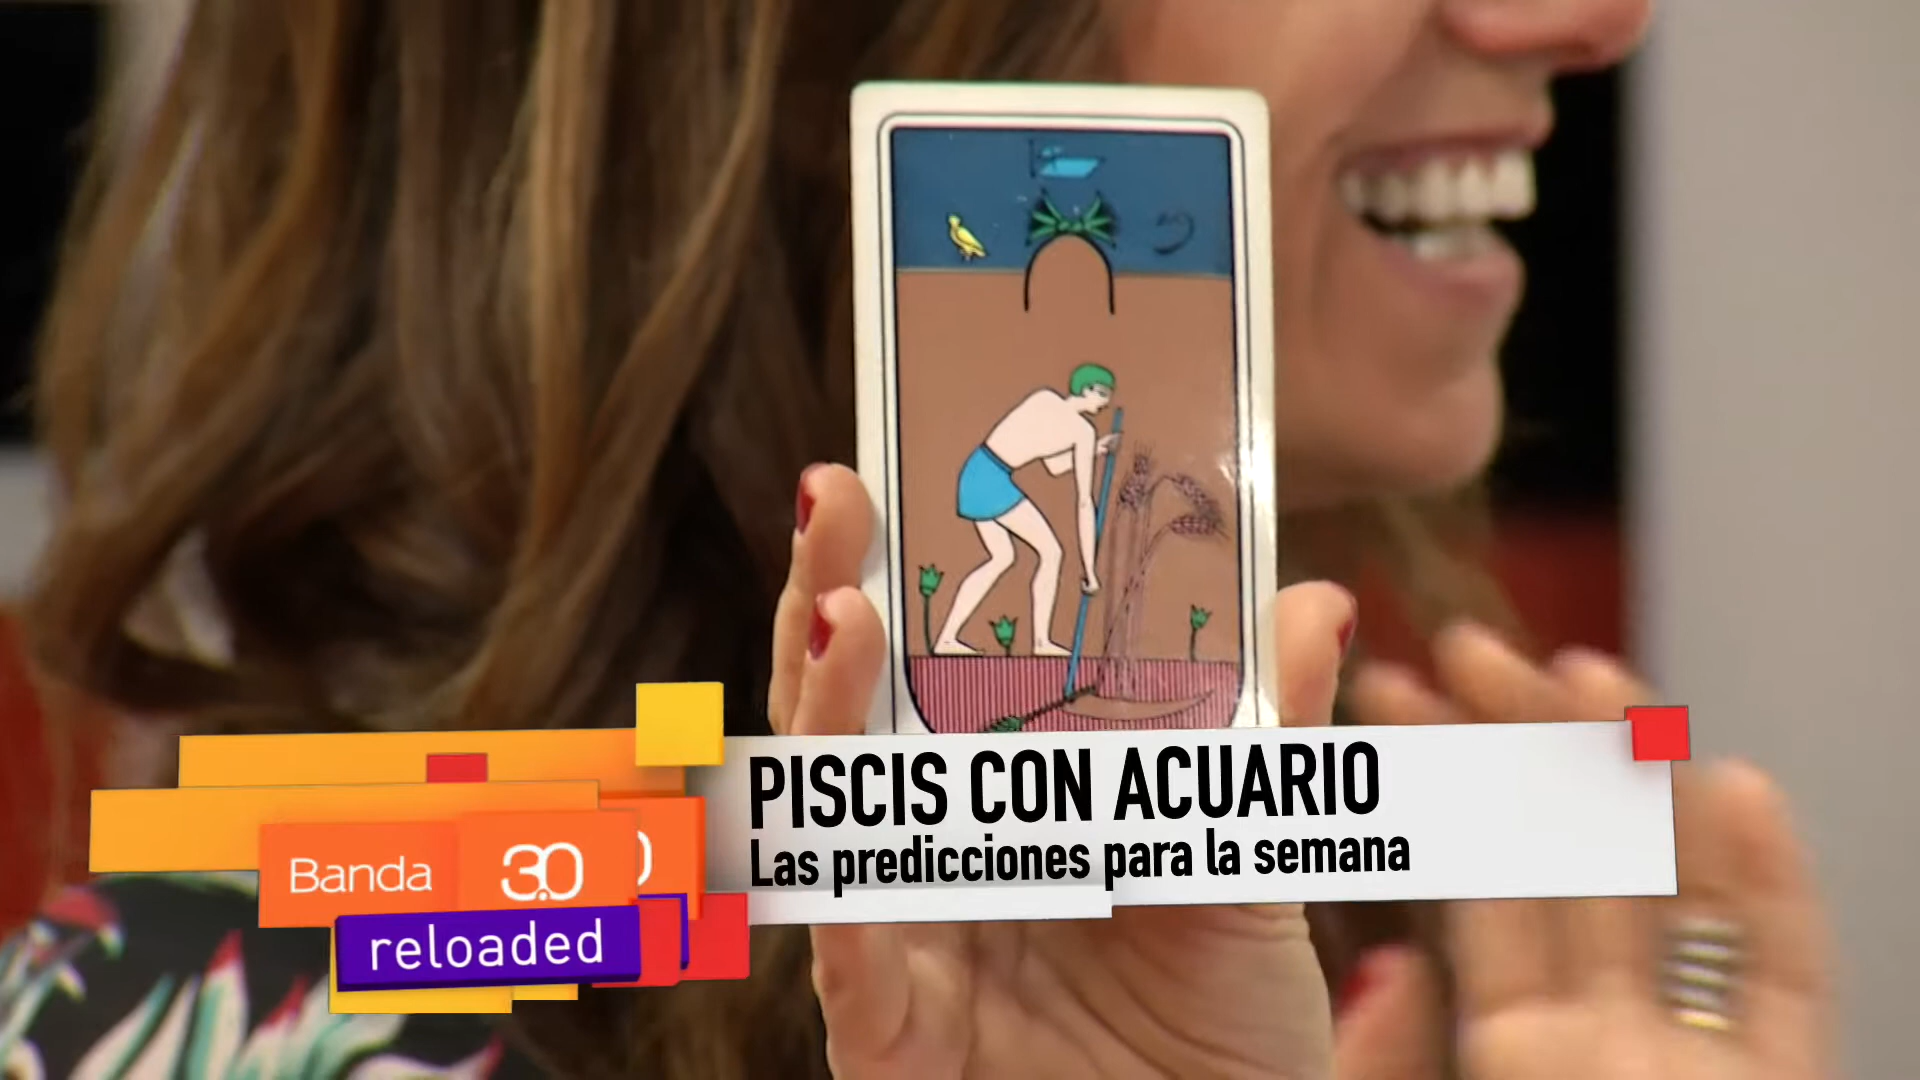 PISCIS CON ACUARIO
Las predicciones para la semana
Banda 3.0
reloaded